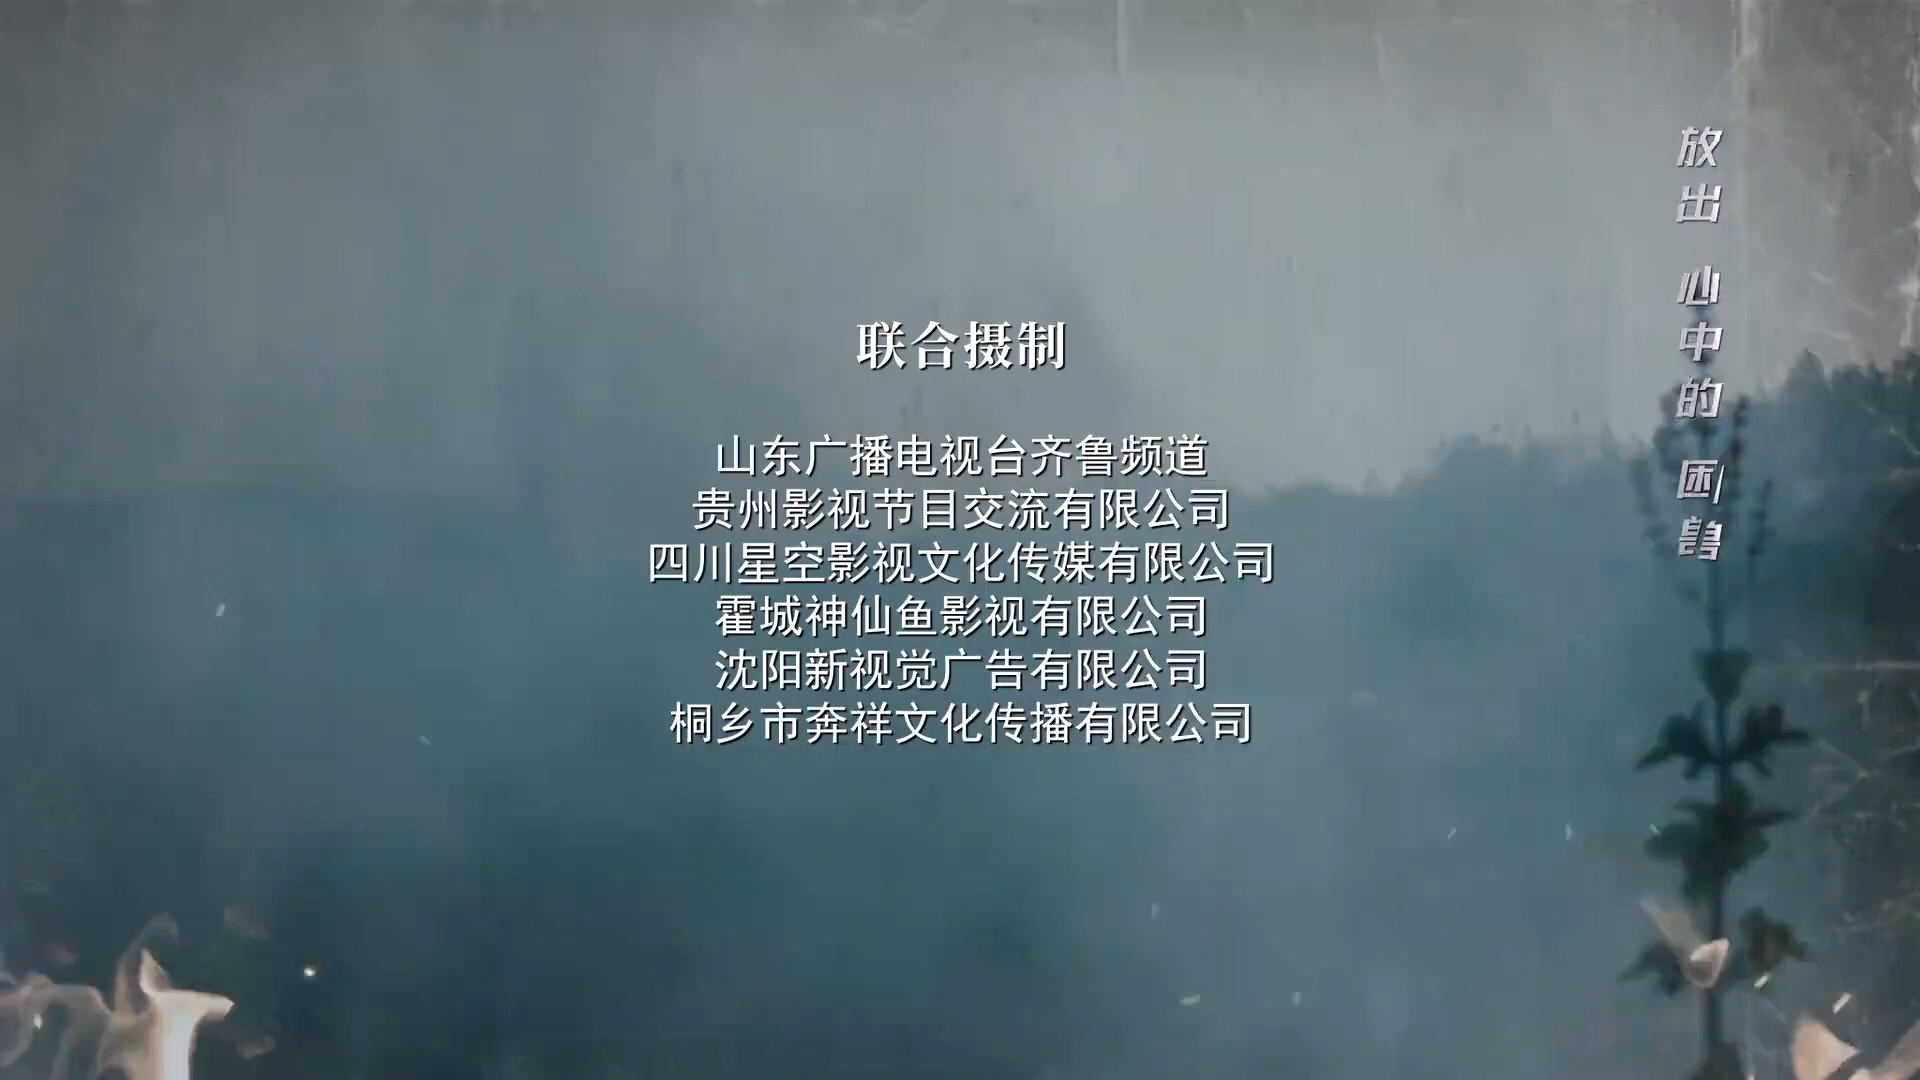 联合摄制
山东广播电视台齐鲁频道
贵州影视节目交流有限公司
四川星空影视文化传媒有限公司
霍城神仙鱼影视有限公司
沈阳新视觉广告有限公司
桐乡市奔祥文化传播有限公司
放出 心中的 困